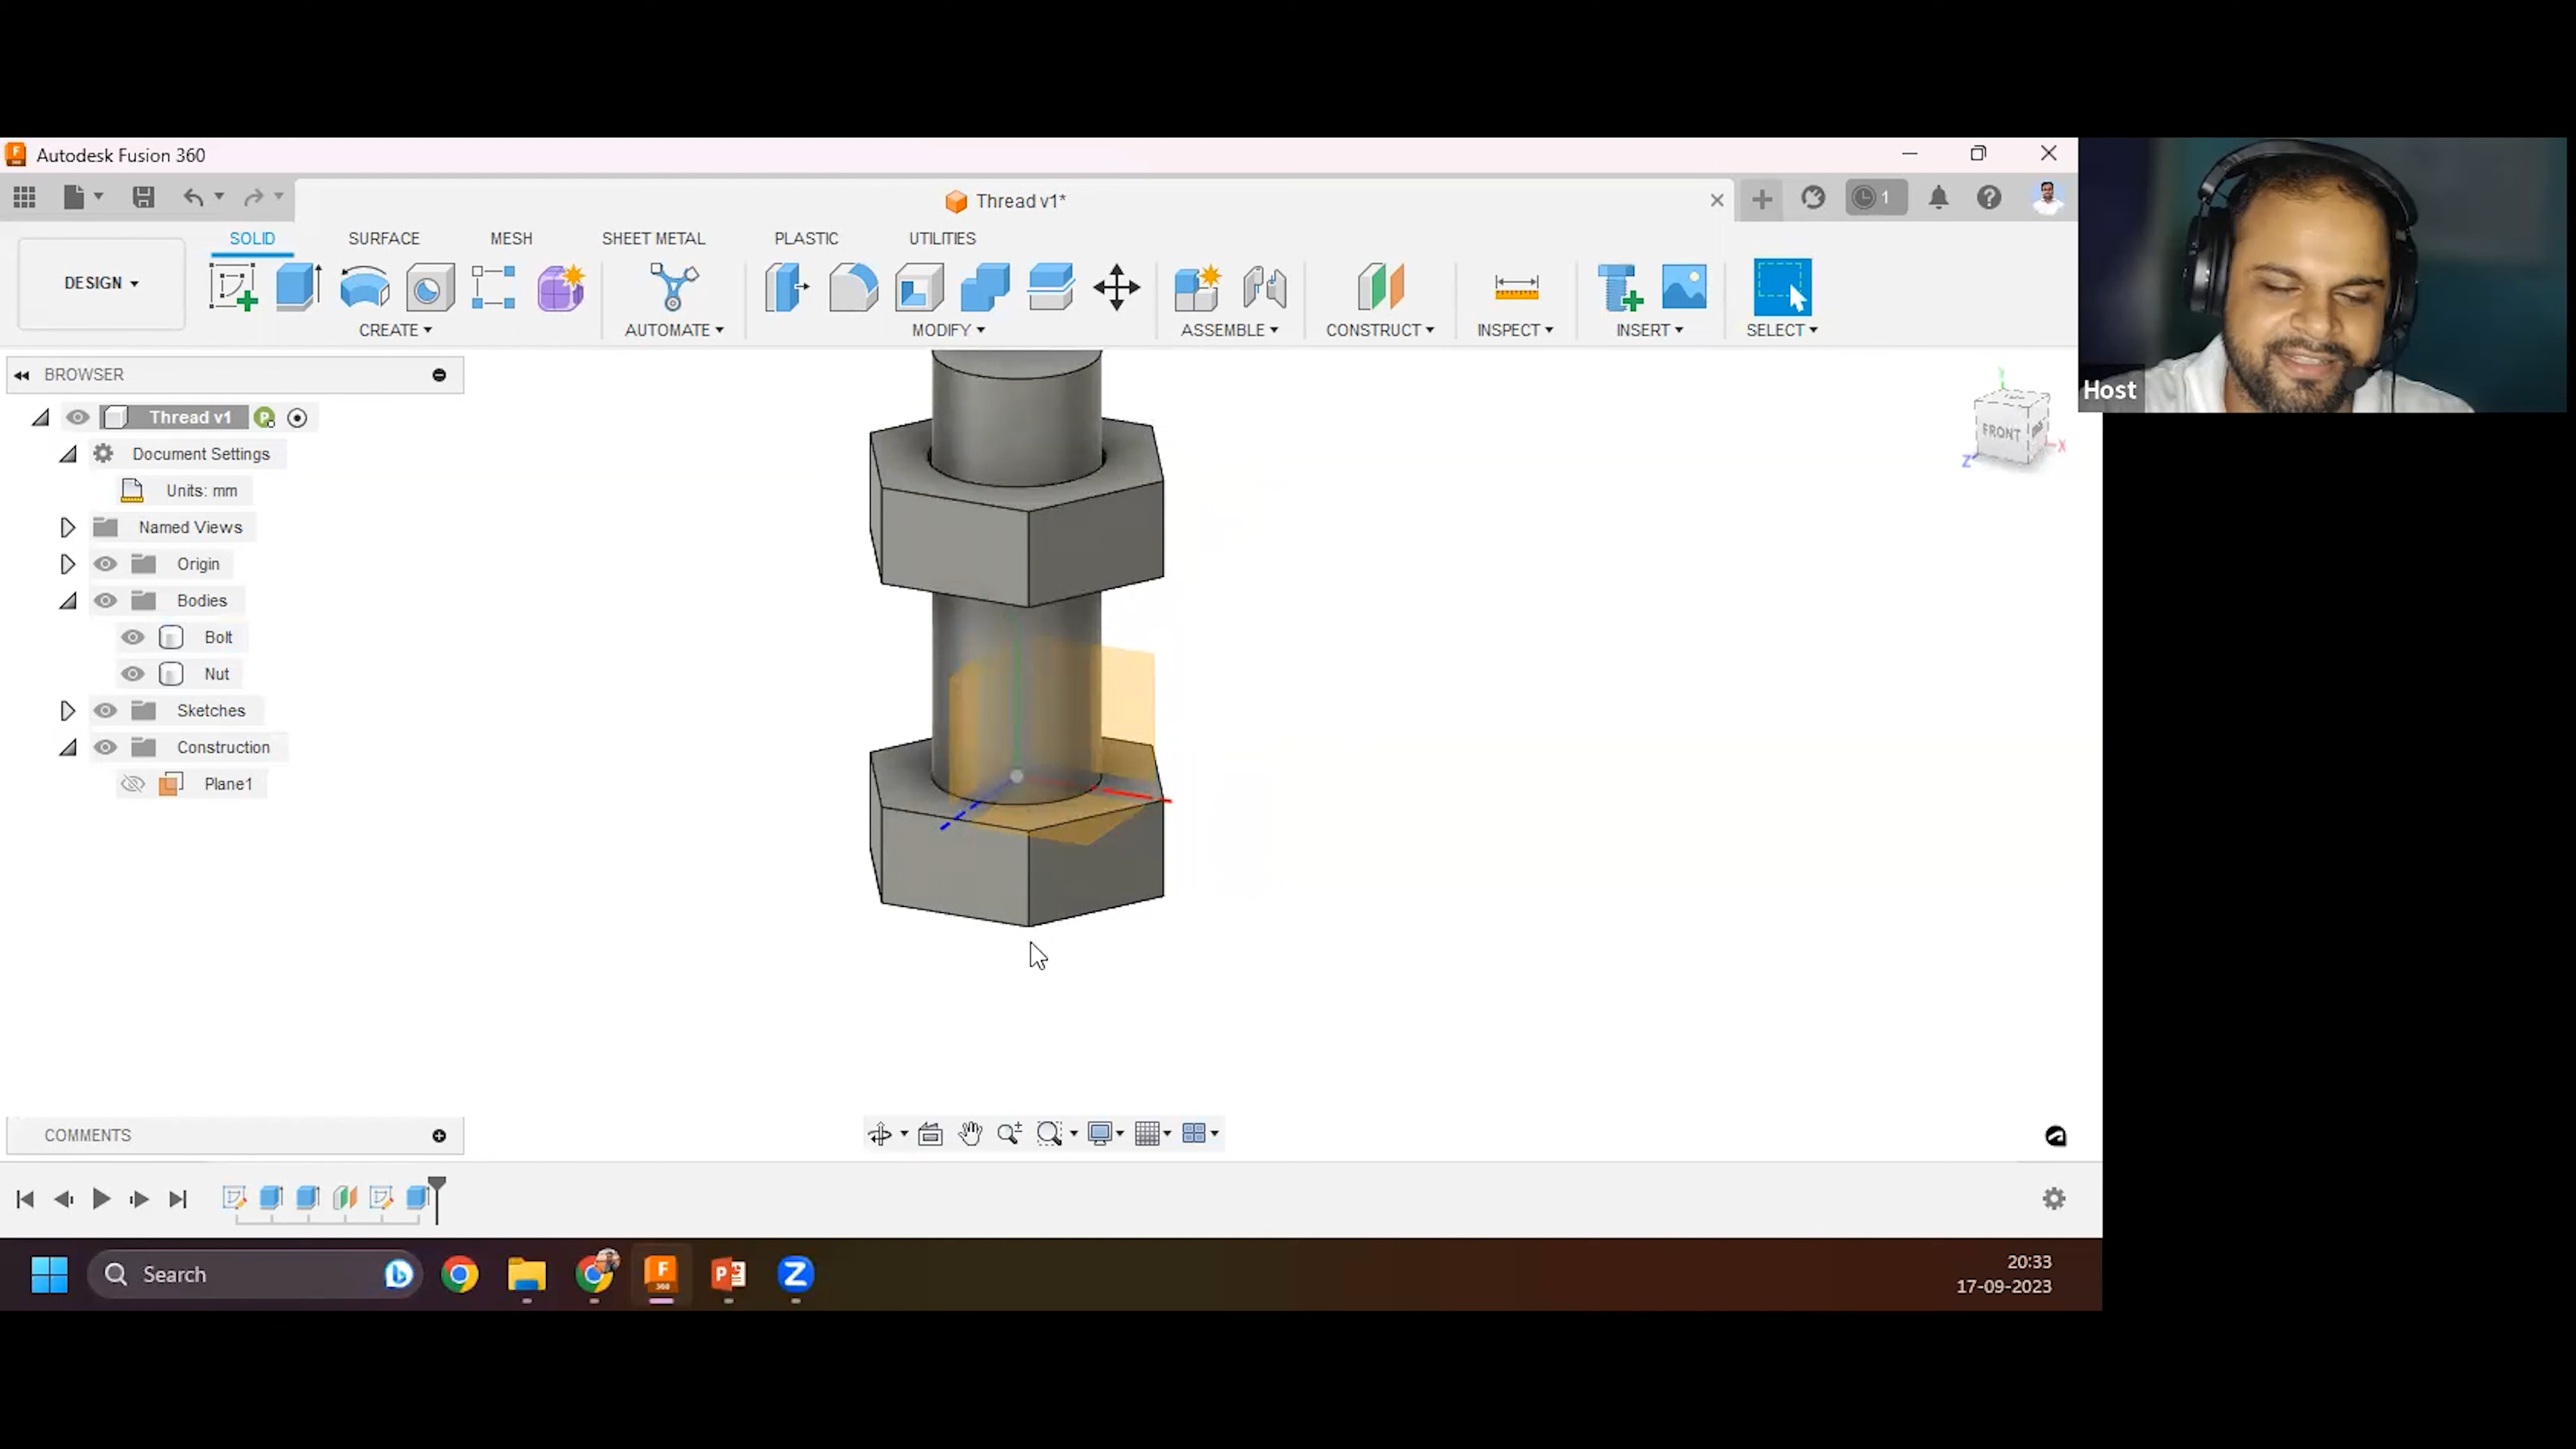 Autodesk Fusion 360
Thread v1*
1
SOLID SURFACE MESH SHEET METAL PLASTIC UTILITIES
DESIGN
CREATE AUTOMATE MODIFY ASSEMBLE CONSTRUCT INSPECT INSERT SELECT
Host
BROWSER
Thread v1
Document Settings
Units: mm
Named Views
Origin
Bodies
Bolt
Nut
Sketches
Construction
Plane1
FRONT
X
Z
COMMENTS
Search
20:33
17-09-2023